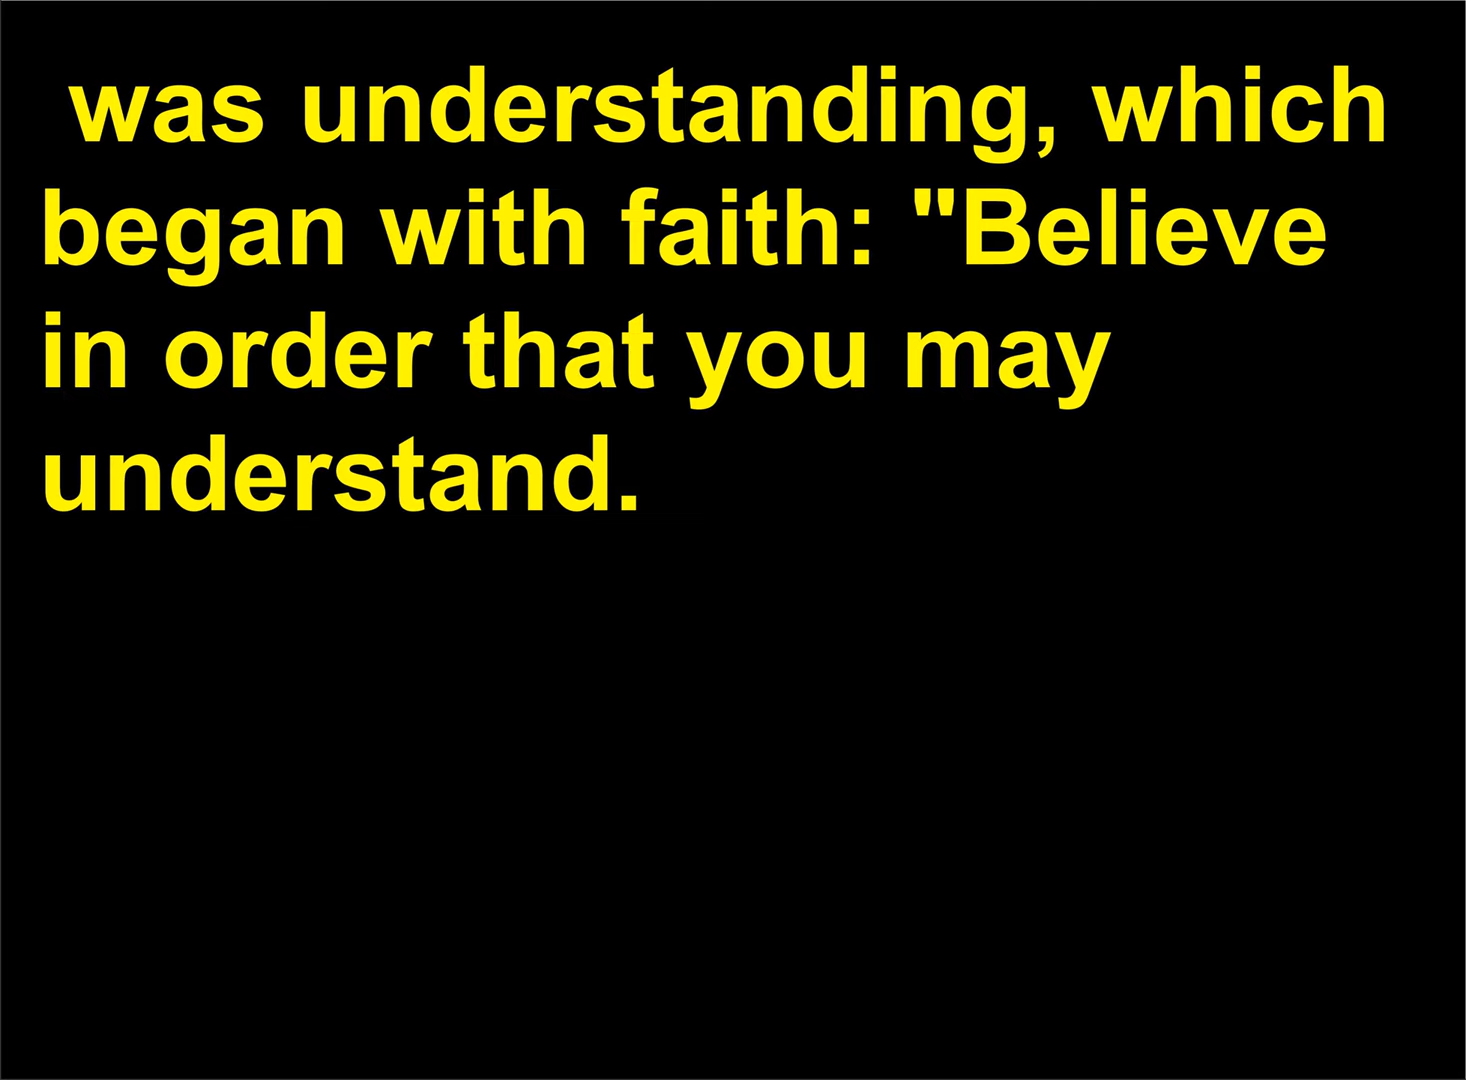 was understanding, which
began with faith: "Believe
in order that you may
understand.